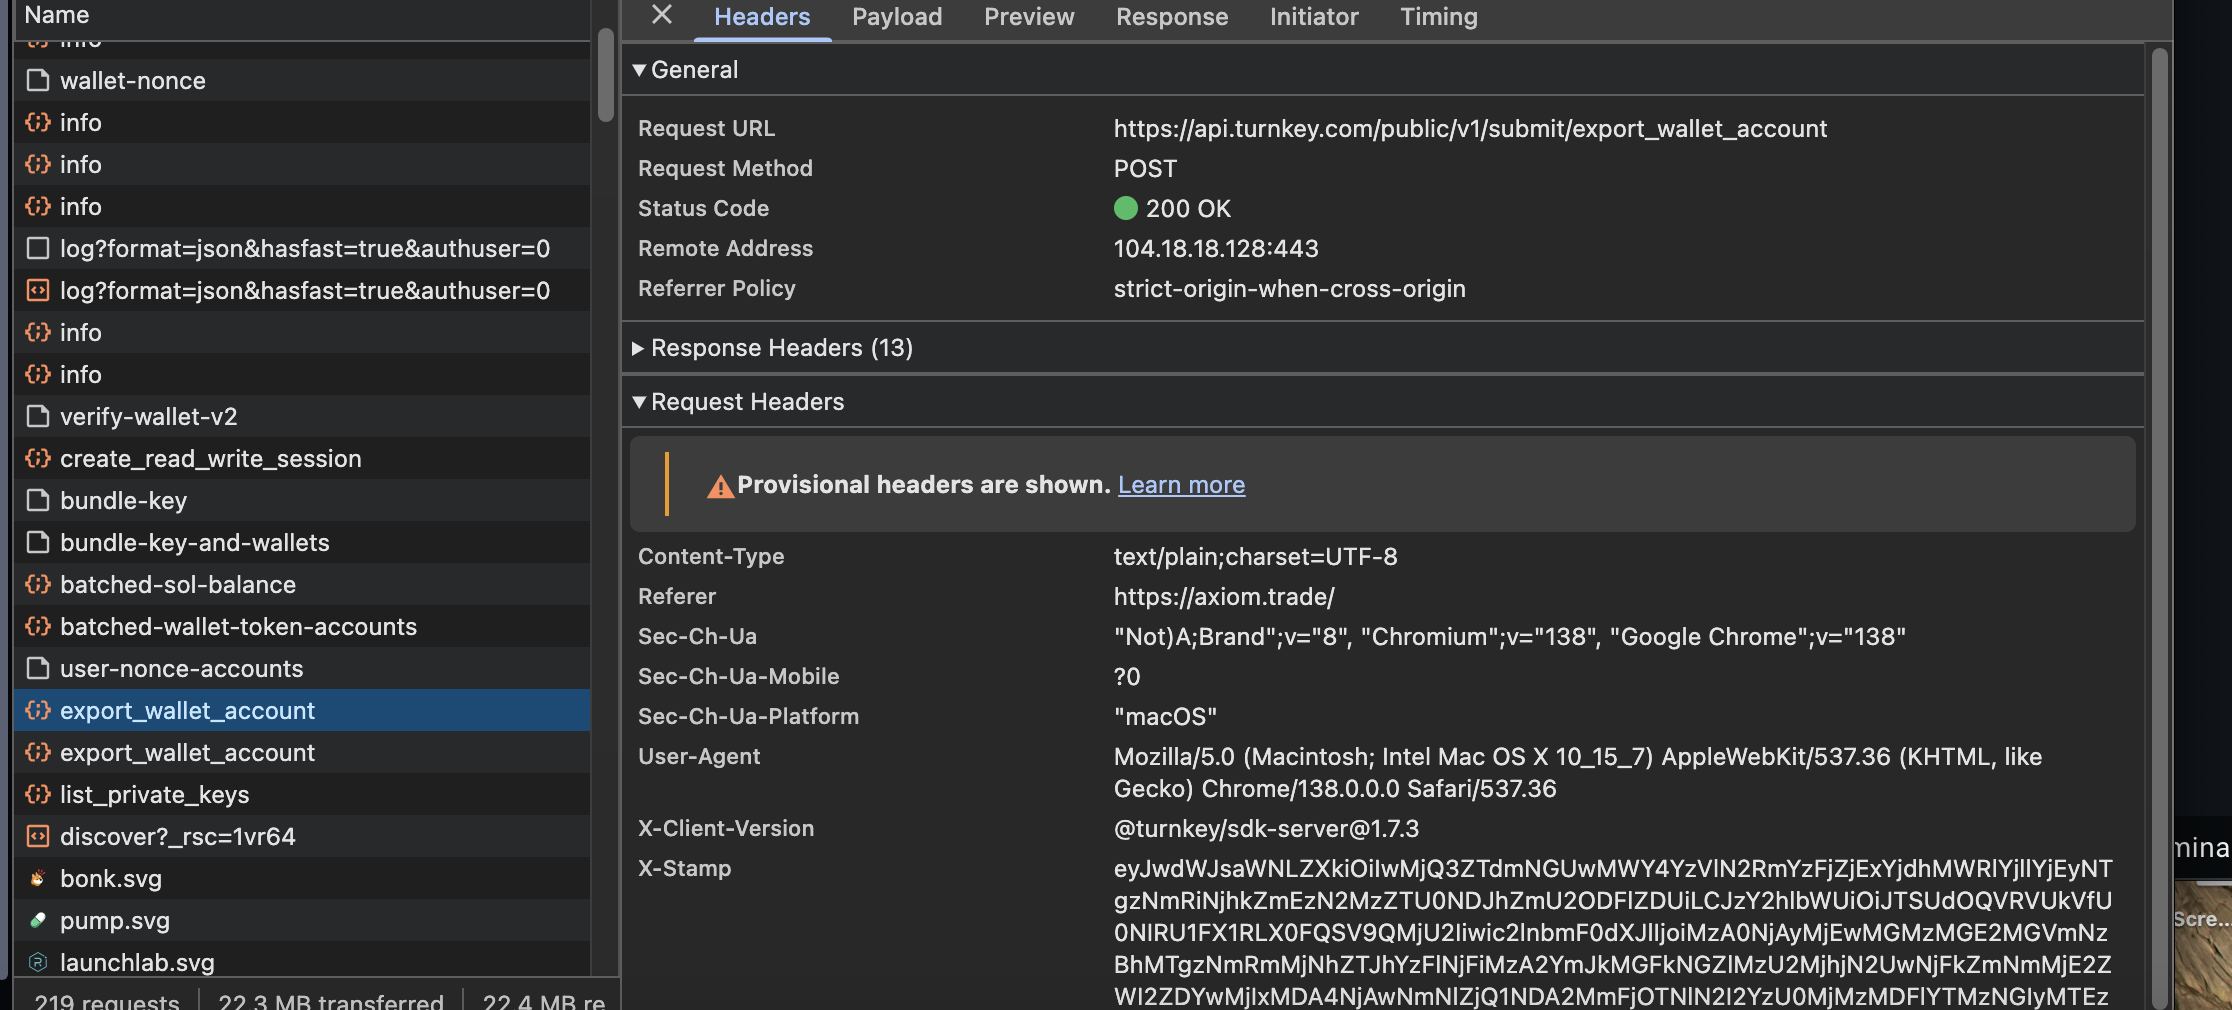 Name
info
wallet-nonce
info
info
info
log?format=json&hasfast=true&authuser=0
log?format=json&hasfast=true&authuser=0
info
info
verify-wallet-v2
create_read_write_session
bundle-key
bundle-key-and-wallets
batched-sol-balance
batched-wallet-token-accounts
user-nonce-accounts
export_wallet_account
export_wallet_account
list_private_keys
discover?_rsc=1vr64
bonk.svg
pump.svg
launchlab.svg
219 requests 22.3 MB transferred 22.4 MB re
Headers Payload Preview Response Initiator Timing
General
Request URL https://api.turnkey.com/public/v1/submit/export_wallet_account
Request Method POST
Status Code 200 OK
Remote Address 104.18.18.128:443
Referrer Policy strict-origin-when-cross-origin
Response Headers (13)
Request Headers
Provisional headers are shown. Learn more
Content-Type text/plain;charset=UTF-8
Referer https://axiom.trade/
Sec-Ch-Ua "Not)A;Brand";v="8", "Chromium";v="138", "Google Chrome";v="138"
Sec-Ch-Ua-Mobile ?0
Sec-Ch-Ua-Platform "macOS"
User-Agent Mozilla/5.0 (Macintosh; Intel Mac OS X 10_15_7) AppleWebKit/537.36 (KHTML, like
Gecko) Chrome/138.0.0.0 Safari/537.36
X-Client-Version @turnkey/sdk-server@1.7.3
X-Stamp eyJwdWJsaWNLZXkiOiIwMjQ3ZTdmNGUwMWY4YzVlN2RmYzFjZjExYjdhMWRlYjllYjEyNT
gzNmRiNjhkZmEzN2MzZTU0NDJhZmU2ODFlZDUiLCJzY2hlbWUiOiJTSUdOQVRVUkVfU
0NIRU1FX1RLX0FQSV9QMjU2Iiwic2lnbmF0dXJlIjoiMzA0NjAyMjEwMGMzMGE2MGVmNz
BhMTgzNmRmMjNhZTJhYzFlNjFiMzA2YmJkMGFkNGZlMzU2MjhjN2UwNjFkZmNmMjE2Z
WI2ZDYwMjIxMDA4NjAwNmNlZjQ1NDA2MmFjOTNlN2I2YzU0MjMzMDFlYTMzNGIyMTEz
mina
Scre...